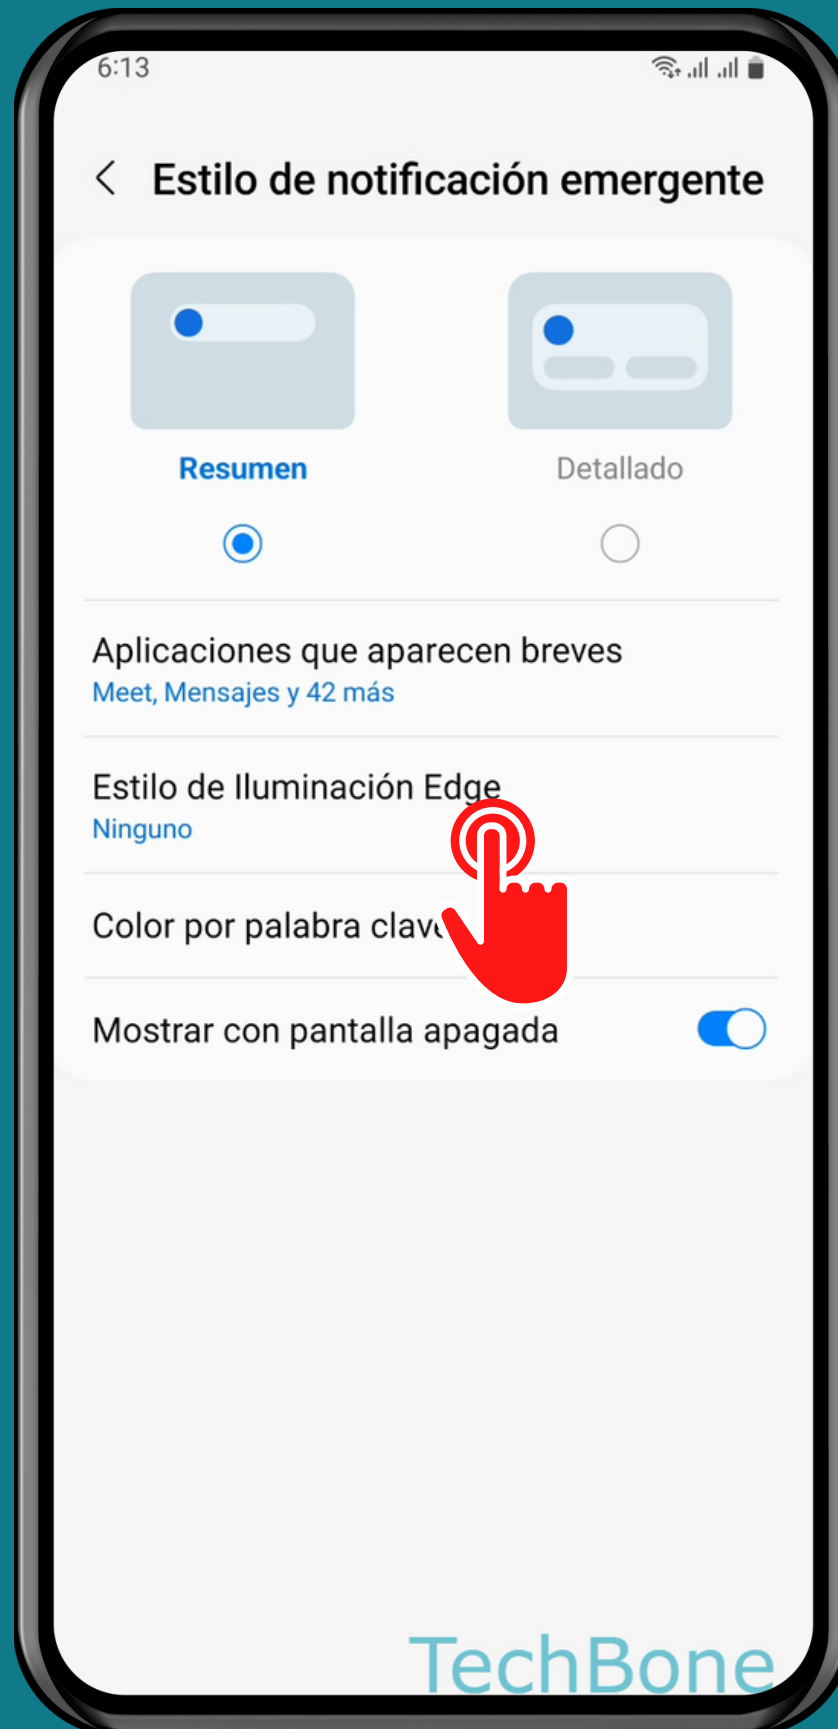 6:13
Estilo de notificación emergente
Resumen
Detallado
Aplicaciones que aparecen breves
Meet, Mensajes y 42 más
Estilo de Iluminación Edge
Ninguno
Color por palabra clave
Mostrar con pantalla apagada
TechBone